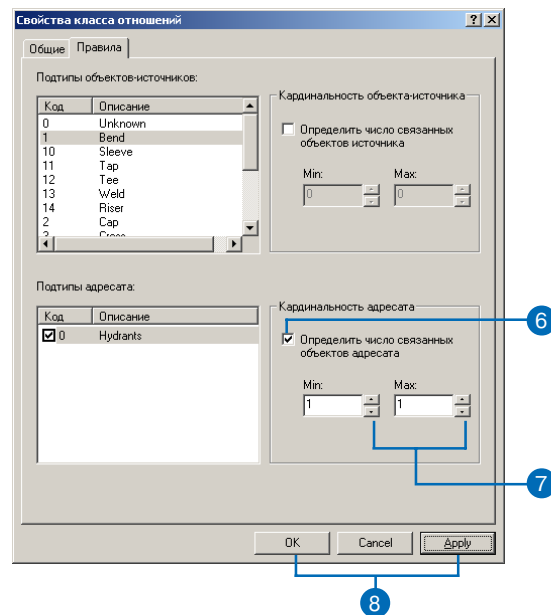 Свойства класса отношений
Общие Правила
Подтипы объектов-источников:
Код Описание
0 Unknown
1 Bend
10 Sleeve
11 Tap
12 Tee
13 Weld
14 Riser
2 Cap
3 Cross
Кардинальность объекта-источника
Определить число связанных
объектов источника
Min: Max:
0 0
Подтипы адресата:
Код Описание
0 Hydrants
Кардинальность адресата
6
Определить число связанных
объектов адресата
Min: Max:
1 1
7
OK Cancel Apply
8